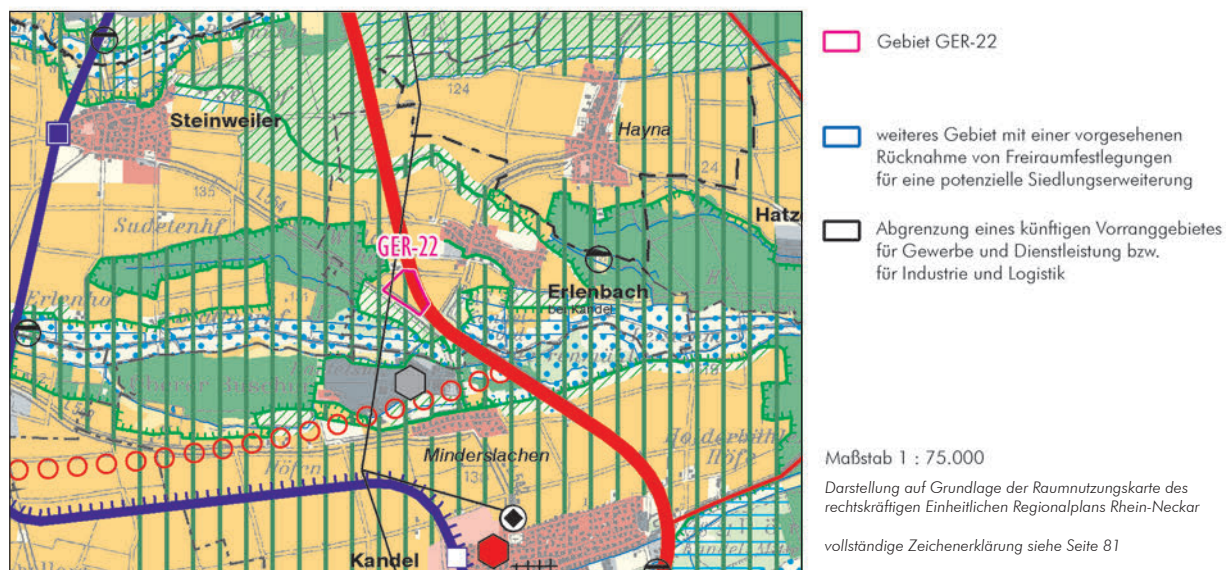 Steinweiler
Hayna
124
24
135
L554
Sudetenhf
Hatz
GER-22
Erlenbach
bei Kandel
Erlenho
Minderslachen
Höfe
Kandel
Gebiet GER-22
weiteres Gebiet mit einer vorgesehenen
Rücknahme von Freiraumfestlegungen
für eine potenzielle Siedlungserweiterung
Abgrenzung eines künftigen Vorranggebietes
für Gewerbe und Dienstleistung bzw.
für Industrie und Logistik
Maßstab 1 : 75.000
Darstellung auf Grundlage der Raumnutzungskarte des
rechtskräftigen Einheitlichen Regionalplans Rhein-Neckar
vollständige Zeichenerklärung siehe Seite 81